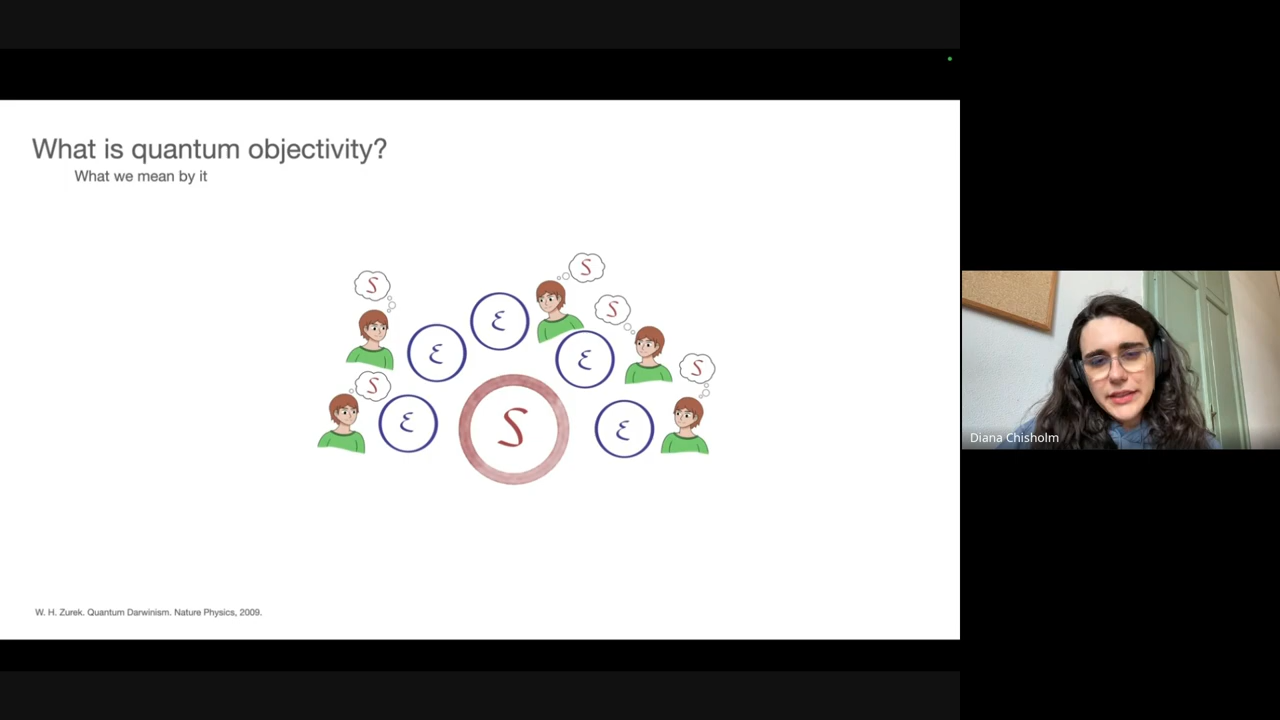 What is quantum objectivity?
What we mean by it
S
S
S
S
S
ε
ε
ε
ε
ε
S
Diana Chisholm
W. H. Zurek. Quantum Darwinism. Nature Physics, 2009.